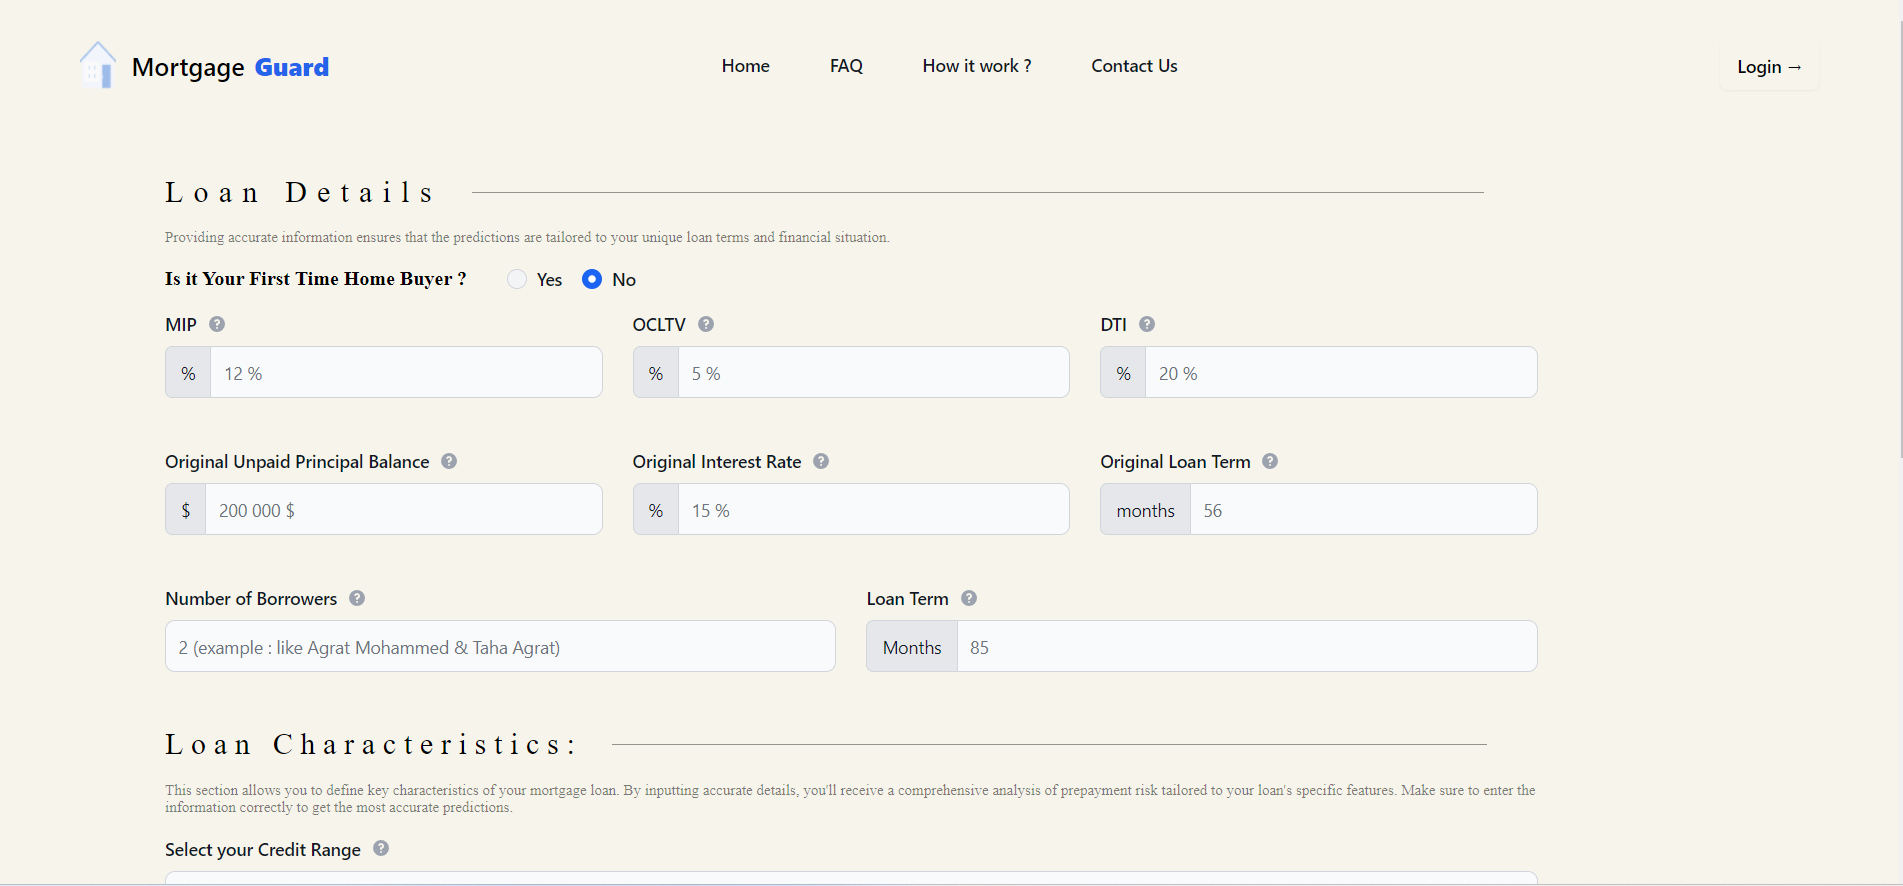 Mortgage Guard
Home FAQ How it work ? Contact Us
Login →
Loan Details
Providing accurate information ensures that the predictions are tailored to your unique loan terms and financial situation.
Is it Your First Time Home Buyer ? Yes No
MIP ? OCLTV ? DTI ?
% 12 % % 5 % % 20 %
Original Unpaid Principal Balance ? Original Interest Rate ? Original Loan Term ?
$ 200 000 $ % 15 % months 56
Number of Borrowers ? Loan Term ?
2 (example : like Agrat Mohammed & Taha Agrat) Months 85
Loan Characteristics:
This section allows you to define key characteristics of your mortgage loan. By inputting accurate details, you'll receive a comprehensive analysis of prepayment risk tailored to your loan's specific features. Make sure to enter the
information correctly to get the most accurate predictions.
Select your Credit Range ?